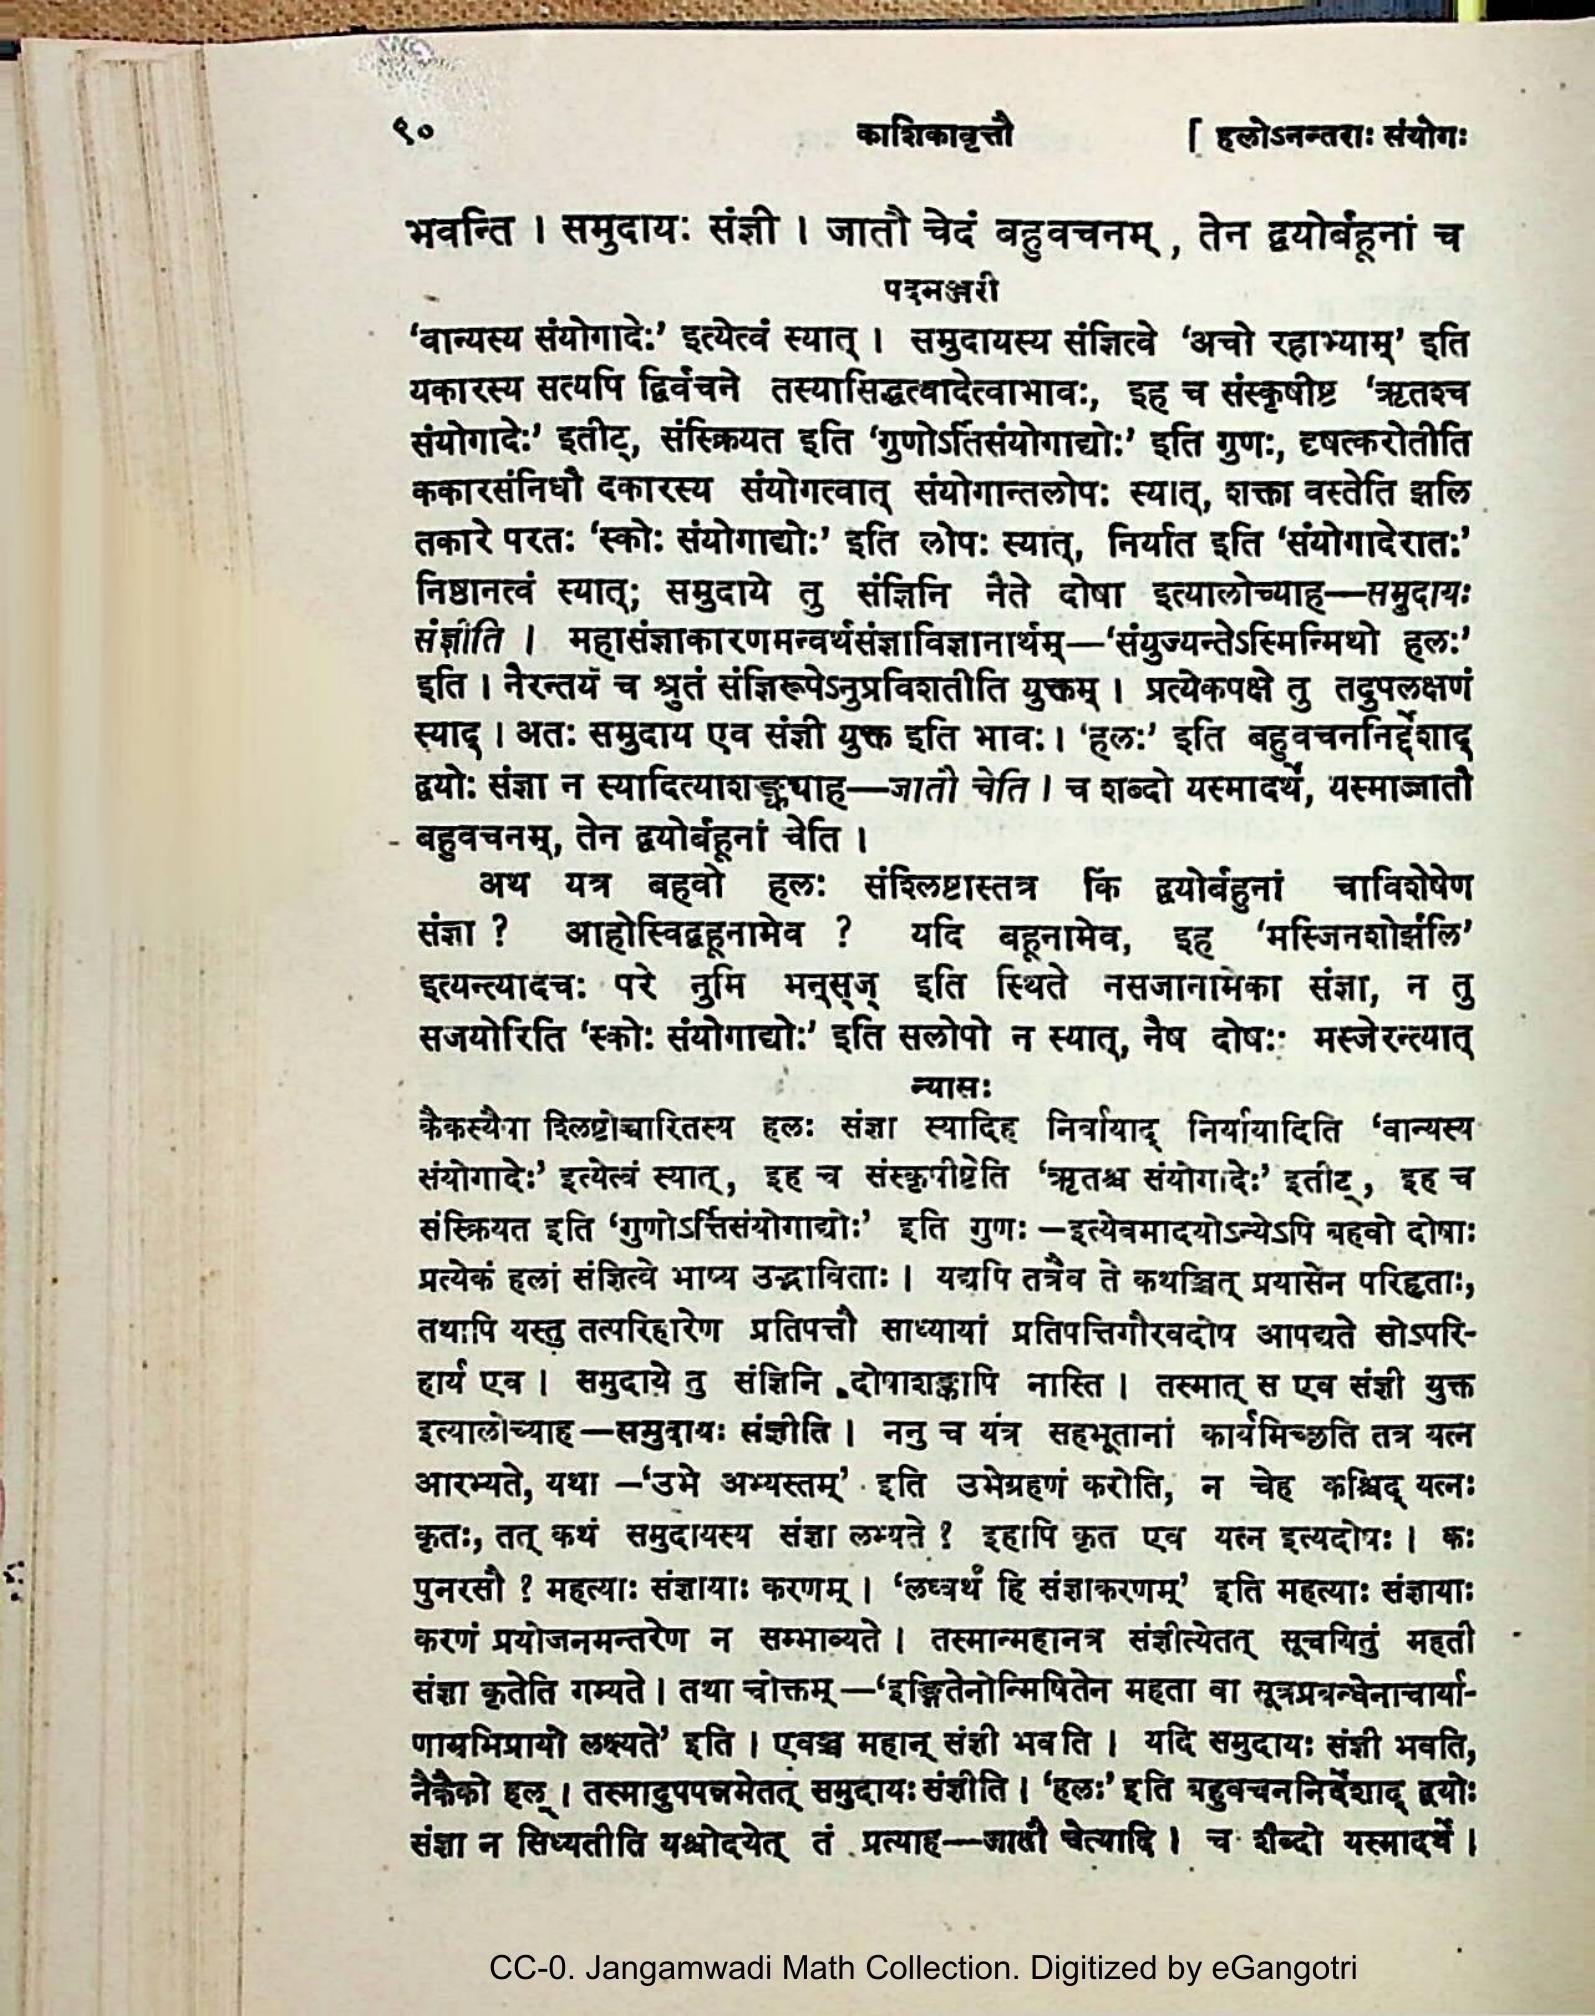 ९० काशिकावृत्तौ [ हलोऽनन्तराः संयोगः
भवन्ति । समुदायः संज्ञी । जातौ चेदं बहुवचनम् , तेन द्वयोर्बहूनां च
पदमञ्जरी
‘वान्यस्य संयोगादेः’ इत्येत्वं स्यात् । समुदायस्य संज्ञित्वे ‘अचो रहाभ्याम्’ इति
यकारस्य सत्यपि द्विर्वचने तस्यासिद्धत्वादेत्वाभावः, इह च संस्कृषीष्ट ‘ऋतश्च
संयोगादेः’ इतीट्, संस्क्रियत इति ‘गुणोऽर्तिसंयोगाद्योः’ इति गुणः, दृषत्करोतीति
ककारसंनिधौ दकारस्य संयोगत्वात् संयोगान्तलोपः स्यात्, शक्ता वस्तेति झलि
तकारे परतः ‘स्कोः संयोगाद्योः’ इति लोपः स्यात्, निर्यात इति ‘संयोगादेरातः’
निष्ठानत्वं स्यात्; समुदाये तु संज्ञिनि नैते दोषा इत्यालोच्याह—समुदायः
संज्ञीति । महासंज्ञाकारणमन्वर्थसंज्ञाविज्ञानार्थम्—‘संयुज्यन्तेऽस्मिन्मिथो हलः’
इति । नैरन्तर्यं च श्रुतं संज्ञिरूपेऽनुप्रविशतीति युक्तम् । प्रत्येकपक्षे तु तदुपलक्षणं
स्याद् । अतः समुदाय एव संज्ञी युक्त इति भावः । ‘हलः’ इति बहुवचननिर्द्देशाद्
द्वयोः संज्ञा न स्यादित्याशङ्क्याह—जातौ चेति । च शब्दो यस्मादर्थे, यस्माज्जातौ
बहुवचनम्, तेन द्वयोर्बहूनां चेति ।
अथ यत्र बहवो हलः संश्लिष्टास्तत्र किं द्वयोर्बहुनां चाविशेषेण
संज्ञा ? आहोस्विद्बहूनामेव ? यदि बहूनामेव, इह ‘मस्जिनशोर्झलि’
इत्यन्त्यादचः परे नुमि मन्स्ज् इति स्थिते नसजानामेका संज्ञा, न तु
सजयोरिति ‘स्कोः संयोगाद्योः’ इति सलोपो न स्यात्, नैष दोषः: मस्जेरन्त्यात्
न्यासः
कैकस्यैषा श्लिष्टोच्चारितस्य हलः संज्ञा स्यादिह निर्वायाद् निर्यायादिति ‘वान्यस्य
संयोगादेः’ इत्येत्वं स्यात्, इह च संस्कृषीष्टेति ‘ऋतश्च संयोगादेः’ इतीट्, इह च
संस्क्रियत इति ‘गुणोऽर्त्तिसंयोगाद्योः’ इति गुणः —इत्येवमादयोऽन्येऽपि बहवो दोषाः
प्रत्येकं हलां संज्ञित्वे भाष्य उद्भाविताः । यद्यपि तत्रैव ते कथञ्चित् प्रयासेन परिहृताः,
तथापि यस्तु तत्परिहारेण प्रतिपत्तौ साध्यायां प्रतिपत्तिगौरवदोष आपद्यते सोऽपरि-
हार्य एव । समुदाये तु संज्ञिनि दोषाशङ्कापि नास्ति । तस्मात् स एव संज्ञी युक्त
इत्यालोच्याह—समुदायः संज्ञीति । ननु च यत्र सहभूतानां कार्यमिच्छति तत्र यत्न
आरभ्यते, यथा —‘उभे अभ्यस्तम्’ इति उभेग्रहणं करोति, न चेह कश्चिद् यत्नः
कृतः, तत् कथं समुदायस्य संज्ञा लभ्यते ? इहापि कृत एव यत्न इत्यदोषः । कः
पुनरसौ ? महत्याः संज्ञायाः करणम् । ‘लघ्वर्थं हि संज्ञाकरणम्’ इति महत्याः संज्ञायाः
करणं प्रयोजनमन्तरेण न सम्भाव्यते । तस्मान्महानत्र संज्ञीत्येतत् सूचयितुं महती
संज्ञा कृतेति गम्यते । तथा चोक्तम् —‘इङ्गितेनोन्मिषितेन महता वा सूत्रप्रबन्धेनाचार्या-
णामभिप्रायो लक्ष्यते’ इति । एवञ्च महान् संज्ञी भवति । यदि समुदायः संज्ञी भवति,
नैकैको हल् । तस्मादुपपन्नमेतत् समुदायः संज्ञीति । ‘हलः’ इति बहुवचननिर्देशाद् द्वयोः
संज्ञा न सिध्यतीति यश्चोदयेत् तं प्रत्याह—जातौ चेत्यादि । च शब्दो यस्मादर्थे ।
CC-0. Jangamwadi Math Collection. Digitized by eGangotri